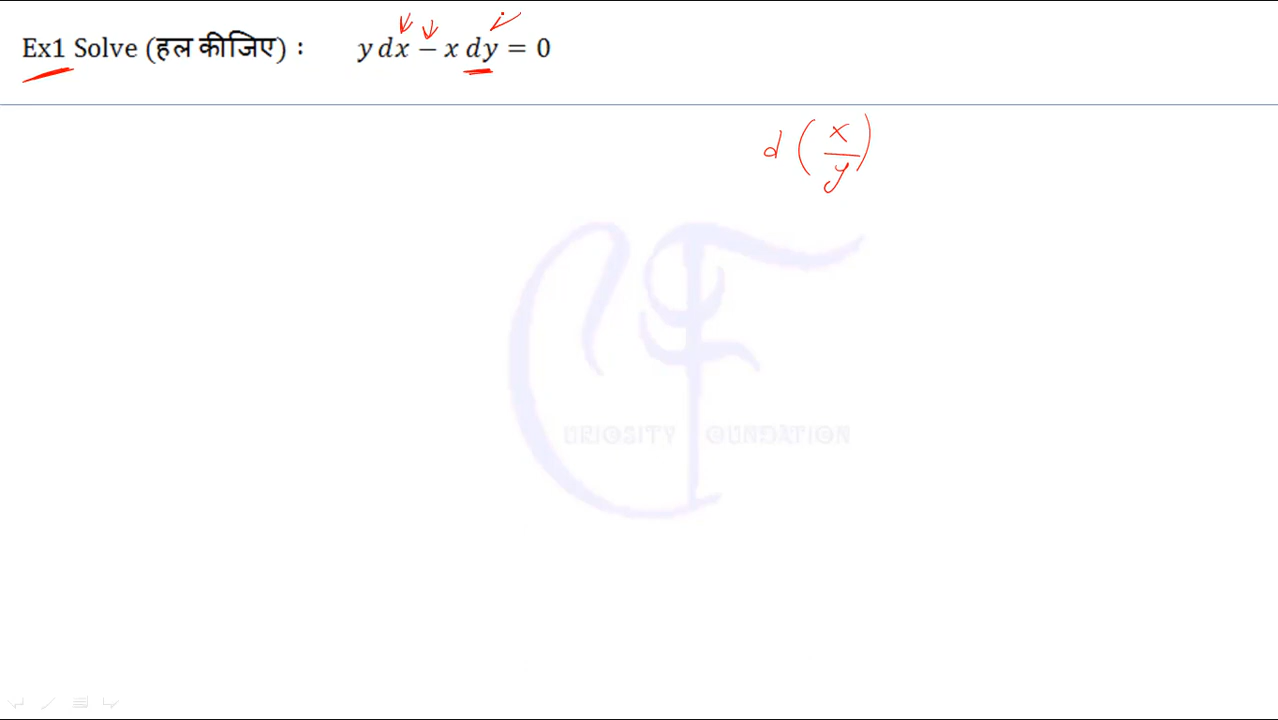 Ex1 Solve (हल कीजिए) : y dx − x dy = 0
d (x/y)
CURIOSITY FOUNDATION